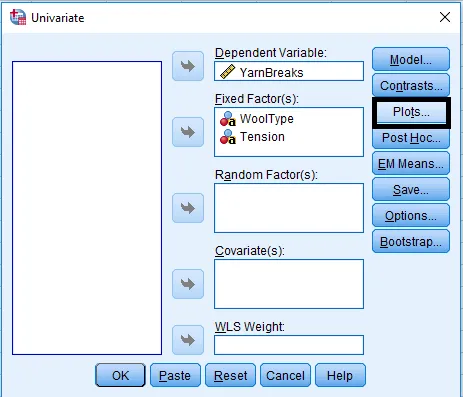 Univariate
Dependent Variable:
YarnBreaks
Fixed Factor(s):
WoolType
Tension
Random Factor(s):
Covariate(s):
WLS Weight:
Model...
Contrasts...
Plots...
Post Hoc...
EM Means...
Save...
Options...
Bootstrap...
OK Paste Reset Cancel Help